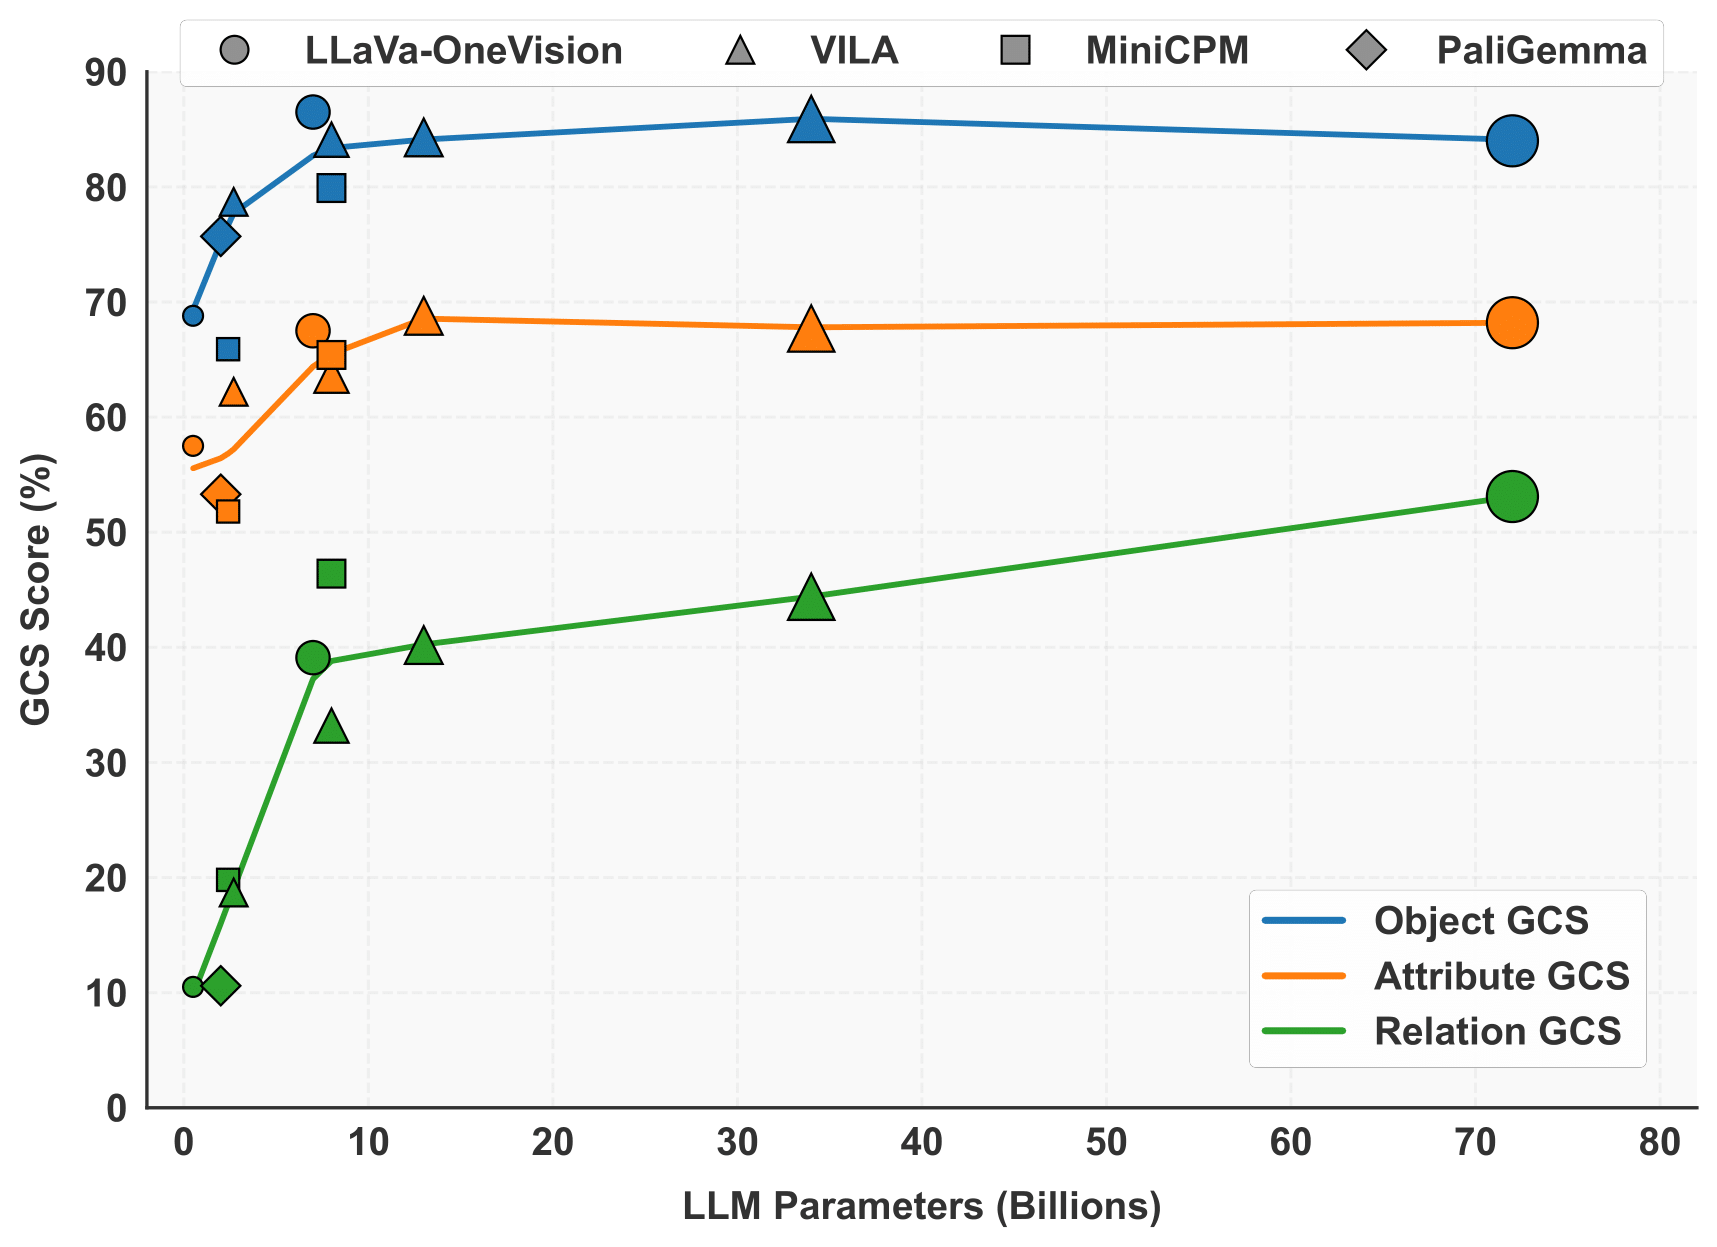 LLaVa-OneVision VILA MiniCPM PaliGemma
90
80
70
60
50
40
30
20
10
0
GCS Score (%)
Object GCS
Attribute GCS
Relation GCS
0 10 20 30 40 50 60 70 80
LLM Parameters (Billions)